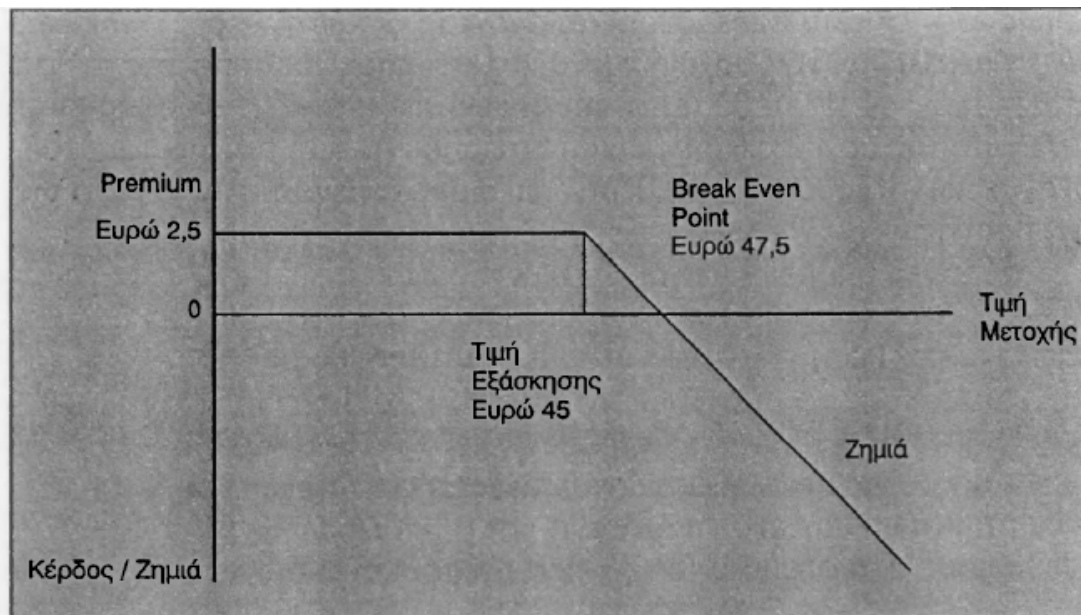 Premium
Ευρώ 2,5
Break Even
Point
Ευρώ 47,5
0
Τιμή
Μετοχής
Τιμή
Εξάσκησης
Ευρώ 45
Ζημιά
Κέρδος / Ζημιά